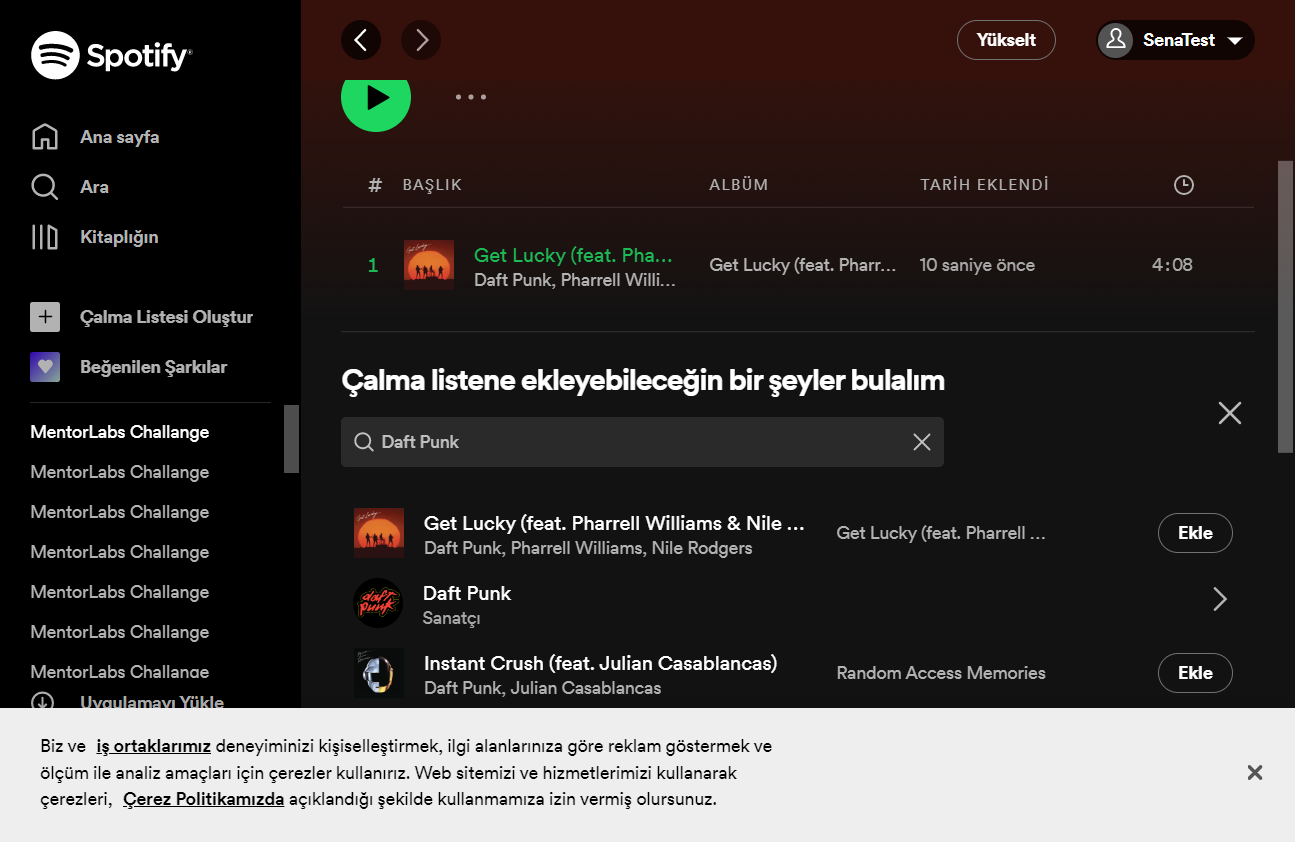 Spotify
Yükselt
SenaTest
Ana sayfa
Ara
Kitaplığın
Çalma Listesi Oluştur
Beğenilen Şarkılar
MentorLabs Challange
MentorLabs Challange
MentorLabs Challange
MentorLabs Challange
MentorLabs Challange
MentorLabs Challange
MentorLabs Challange
Uygulamayı Yükle
# BAŞLIK ALBÜM TARİH EKLENDİ
1 Get Lucky (feat. Pha... Get Lucky (feat. Pharr... 10 saniye önce 4:08
Daft Punk, Pharrell Willi...
Çalma listene ekleyebileceğin bir şeyler bulalım
Daft Punk
Get Lucky (feat. Pharrell Williams & Nile ... Get Lucky (feat. Pharrell ... Ekle
Daft Punk, Pharrell Williams, Nile Rodgers
Daft Punk
Sanatçı
Instant Crush (feat. Julian Casablancas) Random Access Memories Ekle
Daft Punk, Julian Casablancas
Biz ve iş ortaklarımız deneyiminizi kişiselleştirmek, ilgi alanlarınıza göre reklam göstermek ve
ölçüm ile analiz amaçları için çerezler kullanırız. Web sitemizi ve hizmetlerimizi kullanarak
çerezleri, Çerez Politikamızda açıklandığı şekilde kullanmamıza izin vermiş olursunuz.